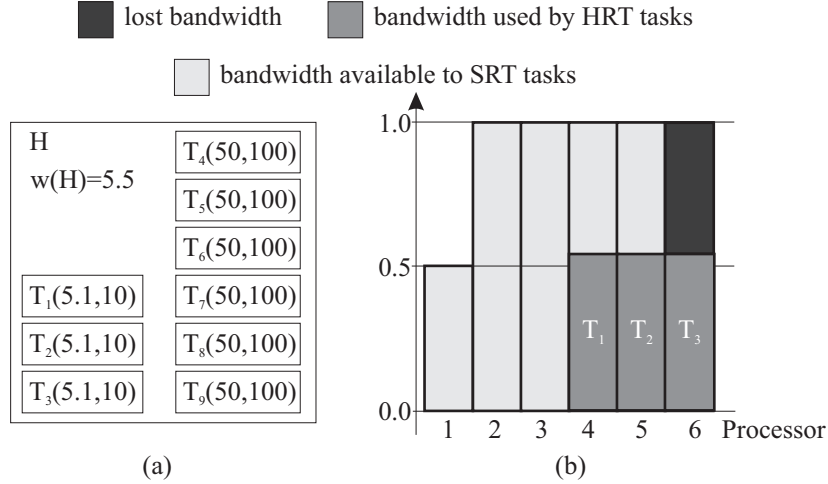 lost bandwidth
bandwidth used by HRT tasks
bandwidth available to SRT tasks
H
w(H)=5.5
T₄(50,100)
T₅(50,100)
T₆(50,100)
T₁(5.1,10) T₇(50,100)
T₂(5.1,10) T₈(50,100)
T₃(5.1,10) T₉(50,100)
(a)
1.0
0.5
0.0
T₁ T₂ T₃
1 2 3 4 5 6 Processor
(b)